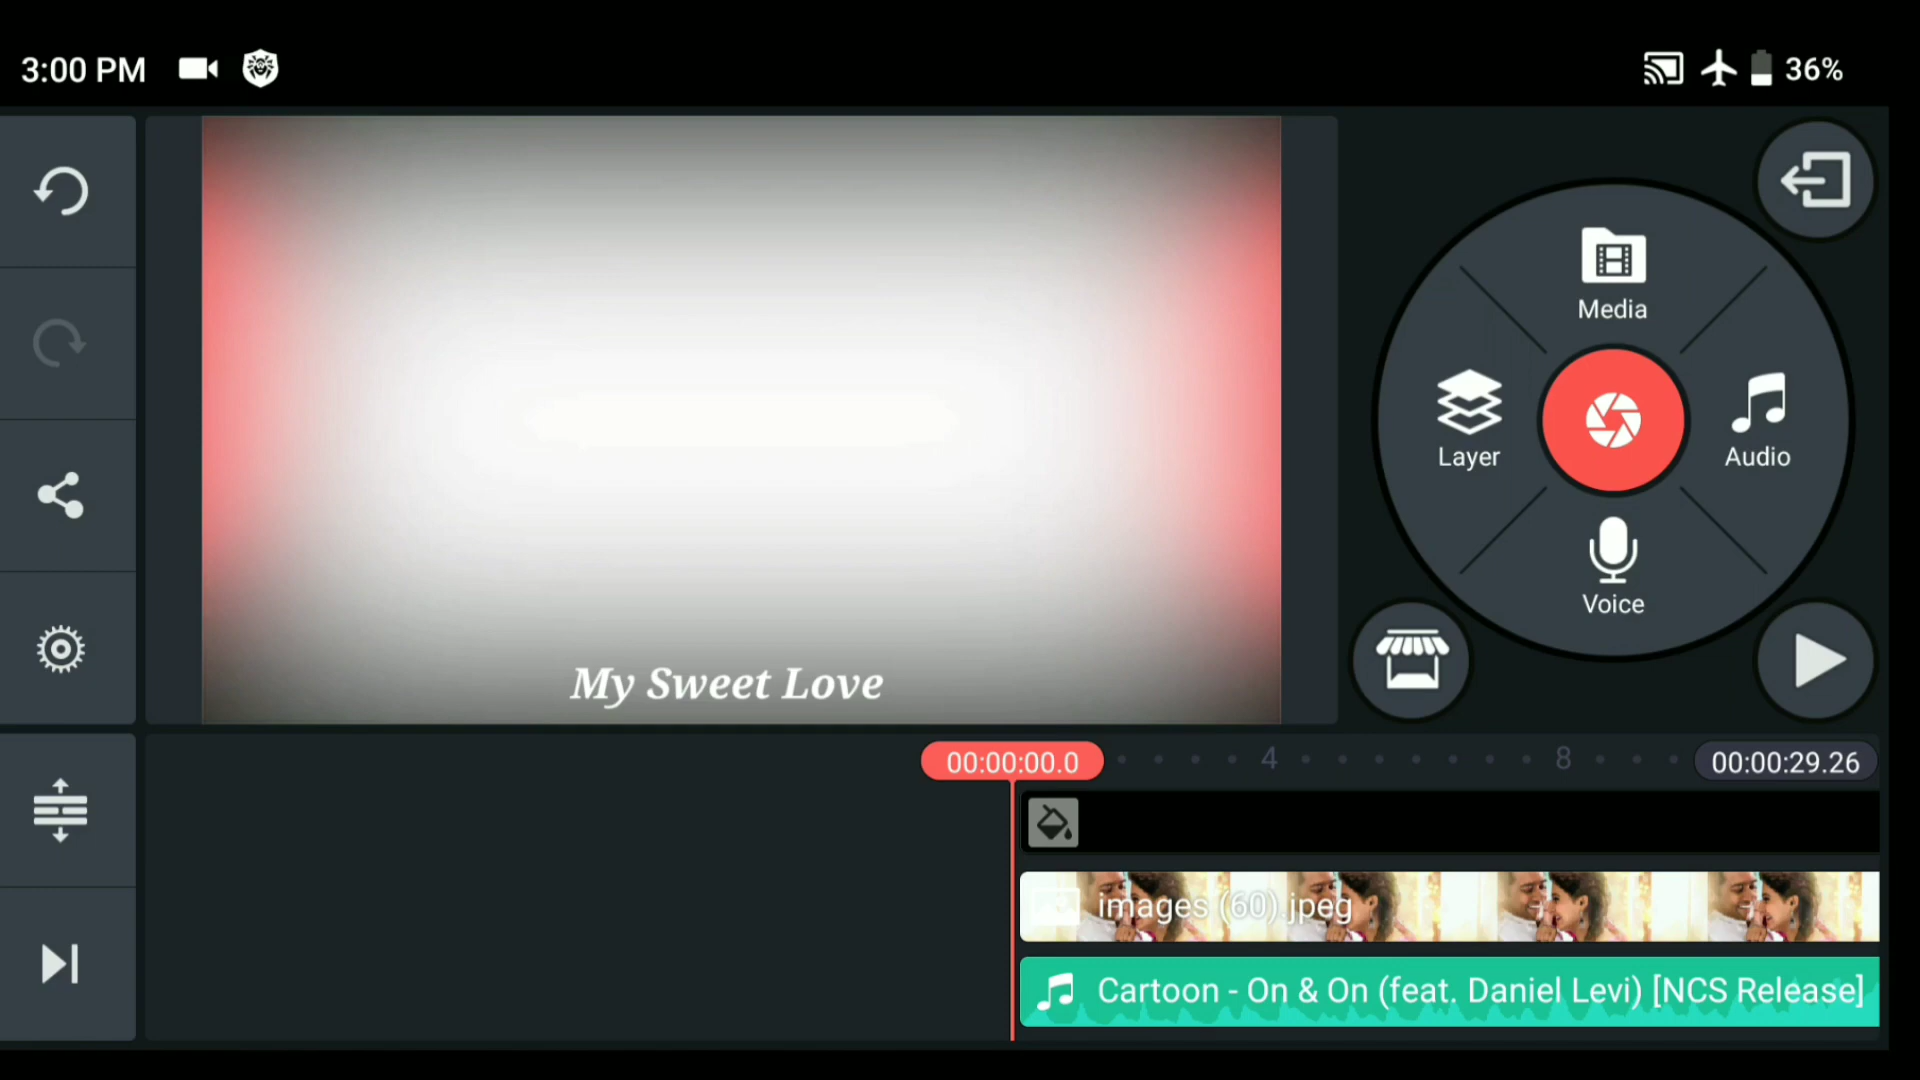 3:00 PM
36%
Media
Layer
Audio
Voice
My Sweet Love
00:00:00.0
4
8
00:00:29.26
images (60).jpeg
Cartoon - On & On (feat. Daniel Levi) [NCS Release]